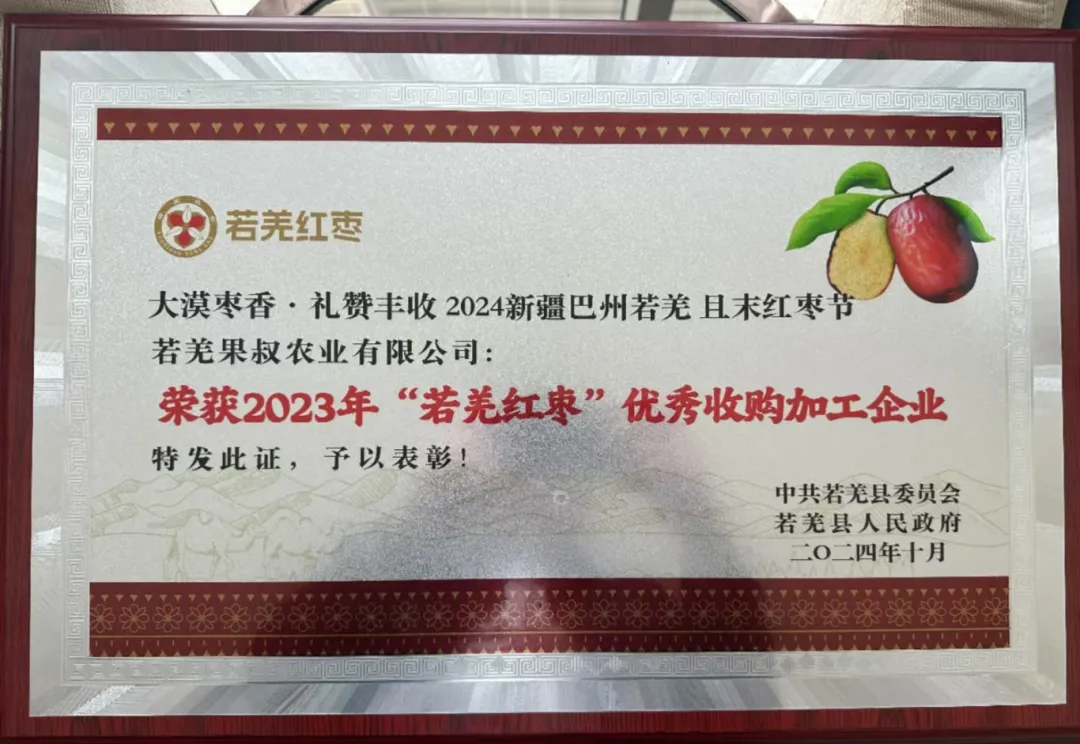 若羌红枣
大漠枣香·礼赞丰收 2024新疆巴州若羌 且末红枣节
若羌果叔农业有限公司：
荣获2023年“若羌红枣”优秀收购加工企业
特发此证，予以表彰！
中共若羌县委员会
若羌县人民政府
二〇二四年十月